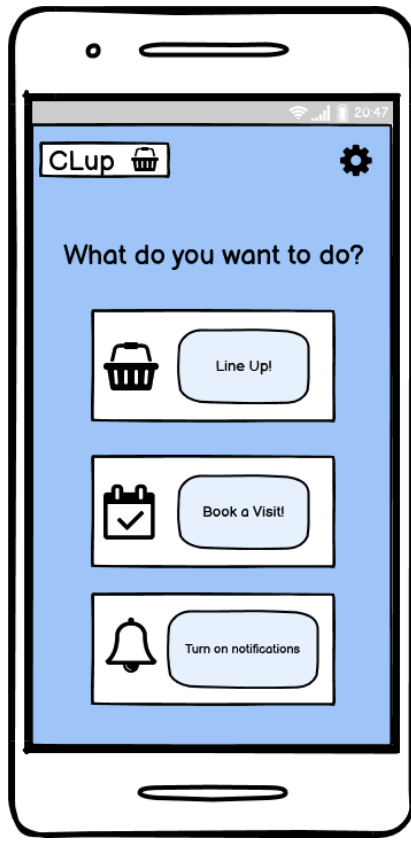 20:47
CLup
What do you want to do?
Line Up!
Book a Visit!
Turn on notifications